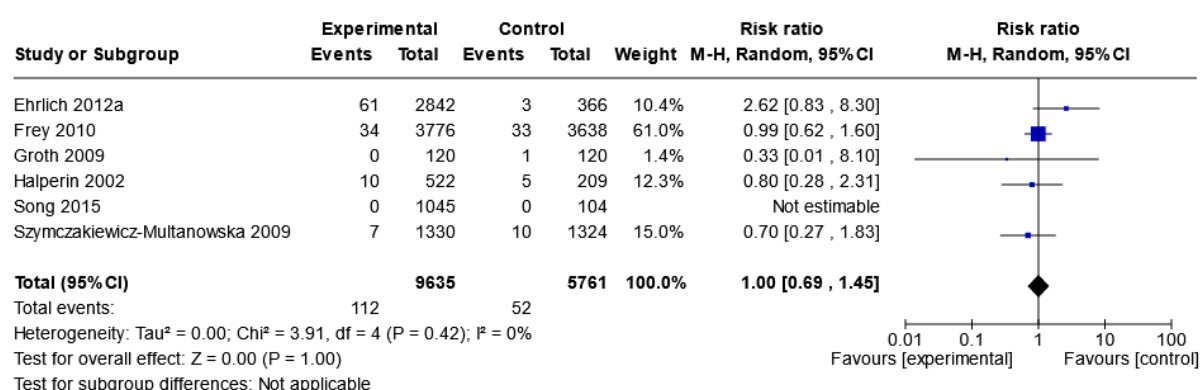 Experimental Control Risk ratio Risk ratio
Study or Subgroup Events Total Events Total Weight M-H, Random, 95% CI M-H, Random, 95% CI
Ehrlich 2012a 61 2842 3 366 10.4% 2.62 [0.83 , 8.30]
Frey 2010 34 3776 33 3638 61.0% 0.99 [0.62 , 1.60]
Groth 2009 0 120 1 120 1.4% 0.33 [0.01 , 8.10]
Halperin 2002 10 522 5 209 12.3% 0.80 [0.28 , 2.31]
Song 2015 0 1045 0 104 Not estimable
Szymczakiewicz-Multanowska 2009 7 1330 10 1324 15.0% 0.70 [0.27 , 1.83]
Total (95% CI) 9635 5761 100.0% 1.00 [0.69 , 1.45]
Total events: 112 52
Heterogeneity: Tau² = 0.00; Chi² = 3.91, df = 4 (P = 0.42); I² = 0%
0.01 0.1 1 10 100
Test for overall effect: Z = 0.00 (P = 1.00)
Favours [experimental] Favours [control]
Test for subgroup differences: Not applicable